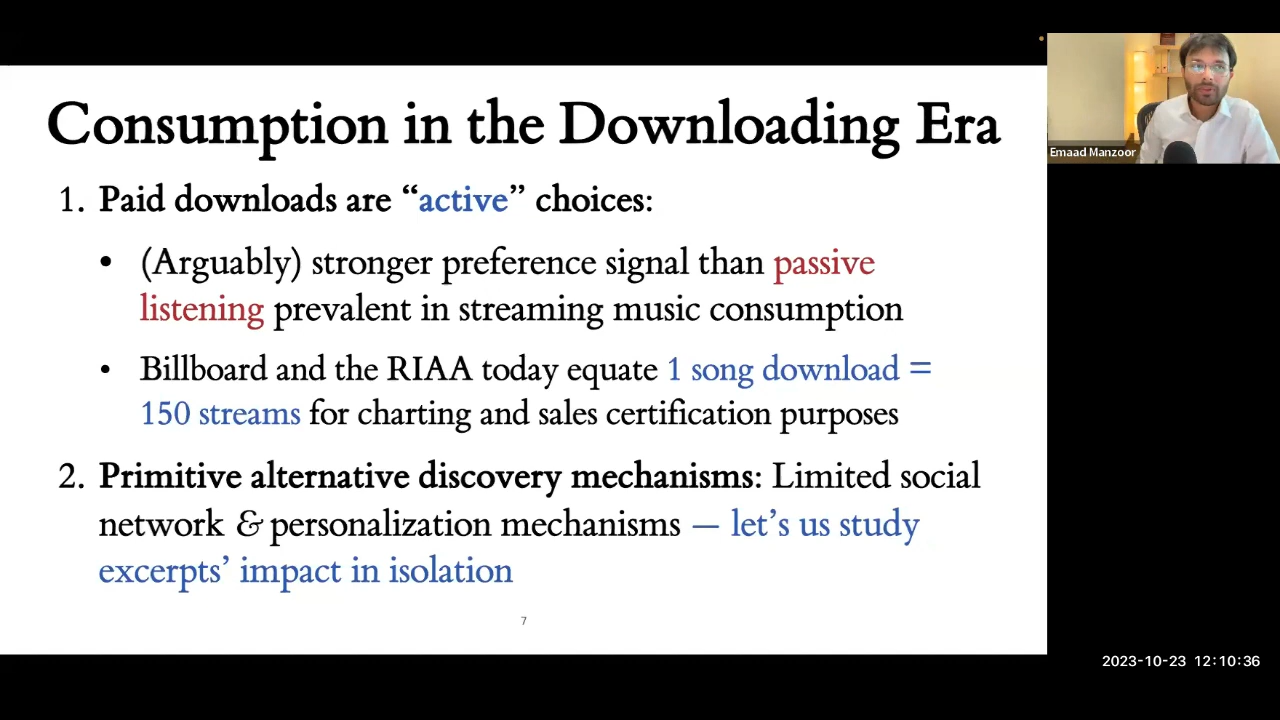 Consumption in the Downloading Era
1. Paid downloads are “active” choices:
• (Arguably) stronger preference signal than passive
listening prevalent in streaming music consumption
• Billboard and the RIAA today equate 1 song download =
150 streams for charting and sales certification purposes
2. Primitive alternative discovery mechanisms: Limited social
network & personalization mechanisms — let’s us study
excerpts’ impact in isolation
7
Emaad Manzoor
2023-10-23 12:10:36